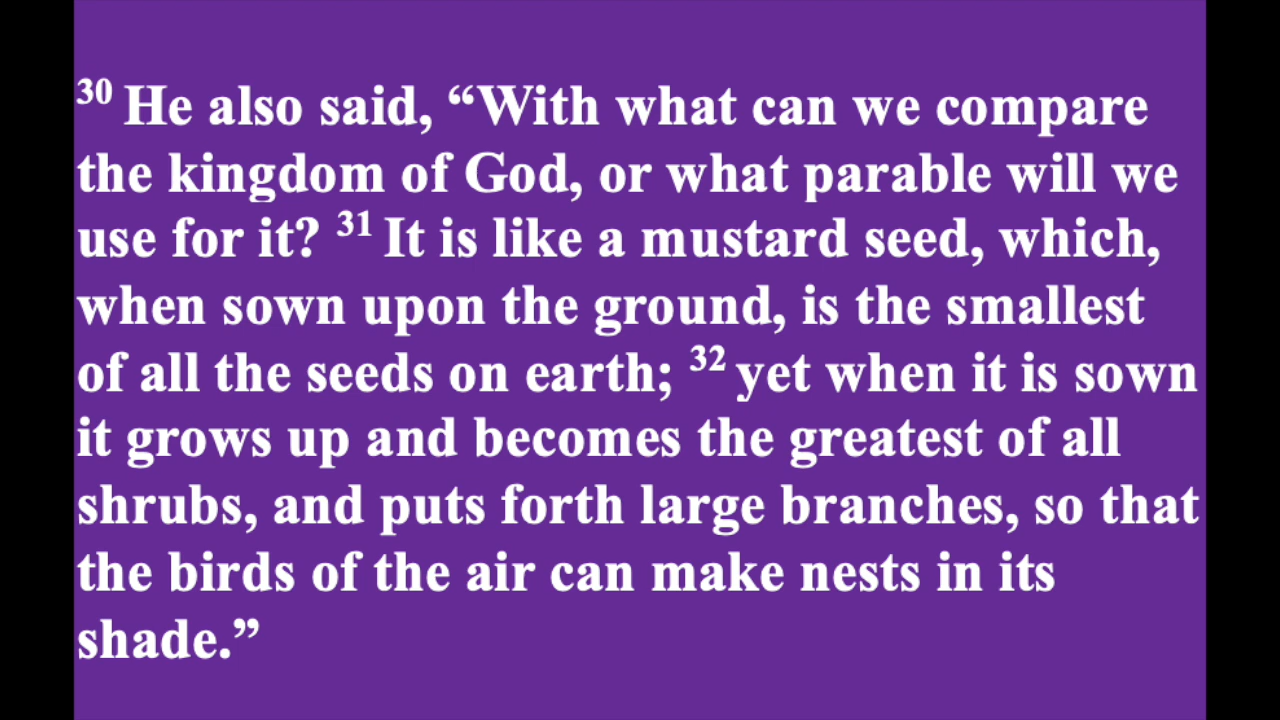 30 He also said, “With what can we compare
the kingdom of God, or what parable will we
use for it? 31 It is like a mustard seed, which,
when sown upon the ground, is the smallest
of all the seeds on earth; 32 yet when it is sown
it grows up and becomes the greatest of all
shrubs, and puts forth large branches, so that
the birds of the air can make nests in its
shade.”